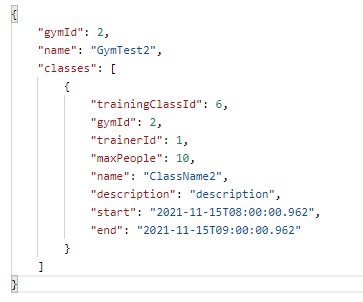 {
    "gymId": 2,
    "name": "GymTest2",
    "classes": [
        {
            "trainingClassId": 6,
            "gymId": 2,
            "trainerId": 1,
            "maxPeople": 10,
            "name": "ClassName2",
            "description": "description",
            "start": "2021-11-15T08:00:00.962",
            "end": "2021-11-15T09:00:00.962"
        }
    ]
}